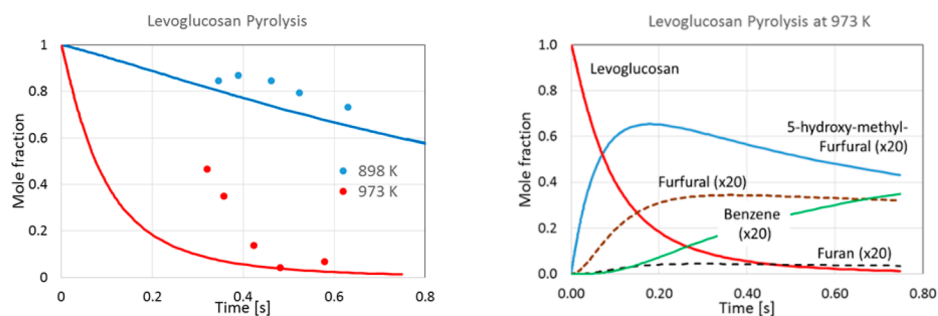 Levoglucosan Pyrolysis
Mole fraction
1
0.8
0.6
0.4
0.2
0
0
0.2
0.4
0.6
0.8
Time [s]
898 K
973 K
Levoglucosan Pyrolysis at 973 K
Mole fraction
1.0
0.8
0.6
0.4
0.2
0.0
0.00
0.20
0.40
0.60
0.80
Time [s]
Levoglucosan
5-hydroxy-methyl-
Furfural (x20)
Furfural (x20)
Benzene
(x20)
Furan (x20)